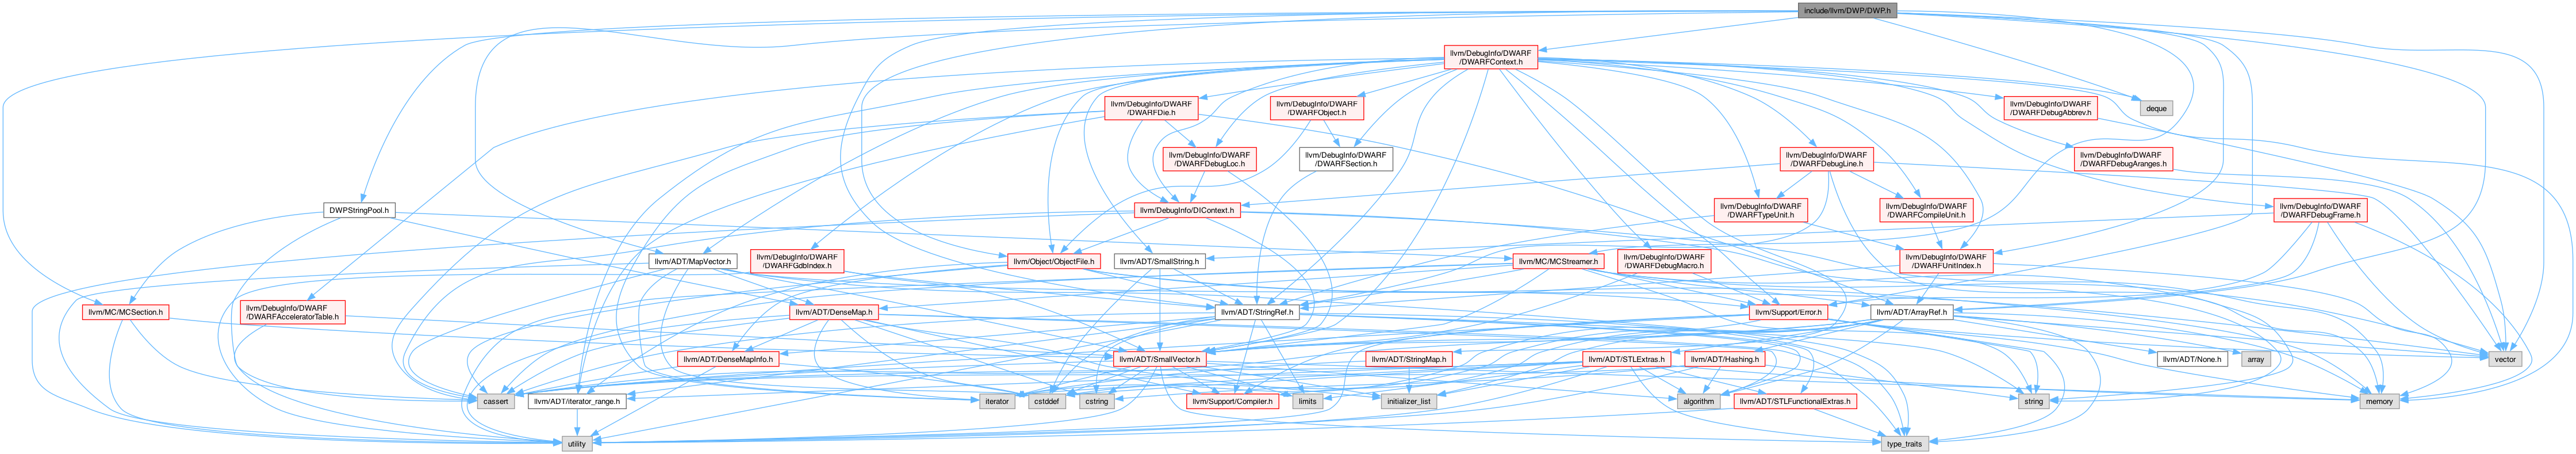 include/llvm/DWP/DWP.h
llvm/DebugInfo/DWARF
/DWARFContext.h
llvm/DebugInfo/DWARF
/DWARFDie.h
llvm/DebugInfo/DWARF
/DWARFObject.h
deque
llvm/DebugInfo/DWARF
/DWARFDebugAbbrev.h
llvm/DebugInfo/DWARF
/DWARFDebugLoc.h
llvm/DebugInfo/DWARF
/DWARFSection.h
llvm/DebugInfo/DWARF
/DWARFDebugLine.h
llvm/DebugInfo/DWARF
/DWARFDebugAranges.h
DWPStringPool.h
llvm/DebugInfo/DIContext.h
llvm/DebugInfo/DWARF
/DWARFTypeUnit.h
llvm/DebugInfo/DWARF
/DWARFCompileUnit.h
llvm/DebugInfo/DWARF
/DWARFDebugFrame.h
llvm/ADT/MapVector.h
llvm/DebugInfo/DWARF
/DWARFGdbIndex.h
llvm/Object/ObjectFile.h
llvm/ADT/SmallString.h
llvm/MC/MCStreamer.h
llvm/DebugInfo/DWARF
/DWARFDebugMacro.h
llvm/DebugInfo/DWARF
/DWARFUnitIndex.h
llvm/MC/MCSection.h
llvm/DebugInfo/DWARF
/DWARFAcceleratorTable.h
llvm/ADT/DenseMap.h
llvm/ADT/StringRef.h
llvm/Support/Error.h
llvm/ADT/ArrayRef.h
llvm/ADT/DenseMapInfo.h
llvm/ADT/SmallVector.h
llvm/ADT/StringMap.h
llvm/ADT/STLExtras.h
llvm/ADT/Hashing.h
llvm/ADT/None.h
array
vector
cassert
llvm/ADT/iterator_range.h
iterator
cstddef
cstring
llvm/Support/Compiler.h
limits
initializer_list
algorithm
llvm/ADT/STLFunctionalExtras.h
string
memory
utility
type_traits